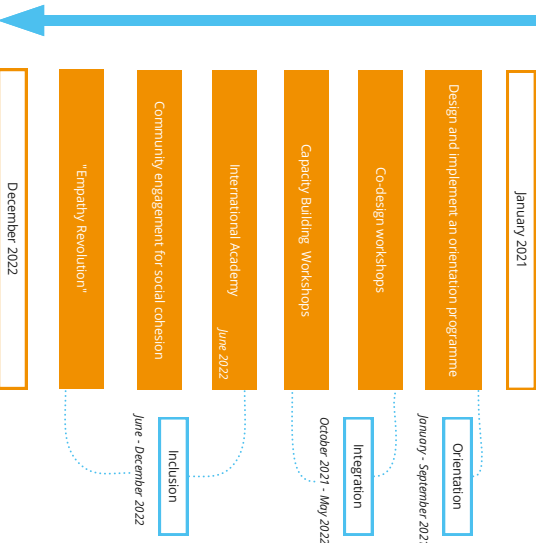 January 2021
Design and implement an orientation programme
Orientation
January - September 2021
Co-design workshops
Capacity Building Workshops
Integration
October 2021 - May 2022
International Academy
June 2022
Community engagement for social cohesion
"Empathy Revolution"
Inclusion
June - December 2022
December 2022